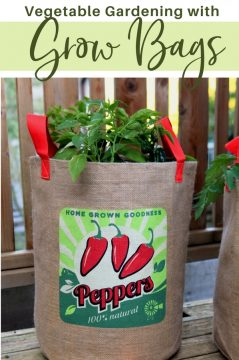 Vegetable Gardening with
Grow Bags
HOME GROWN GOODNESS
Peppers
100% natural